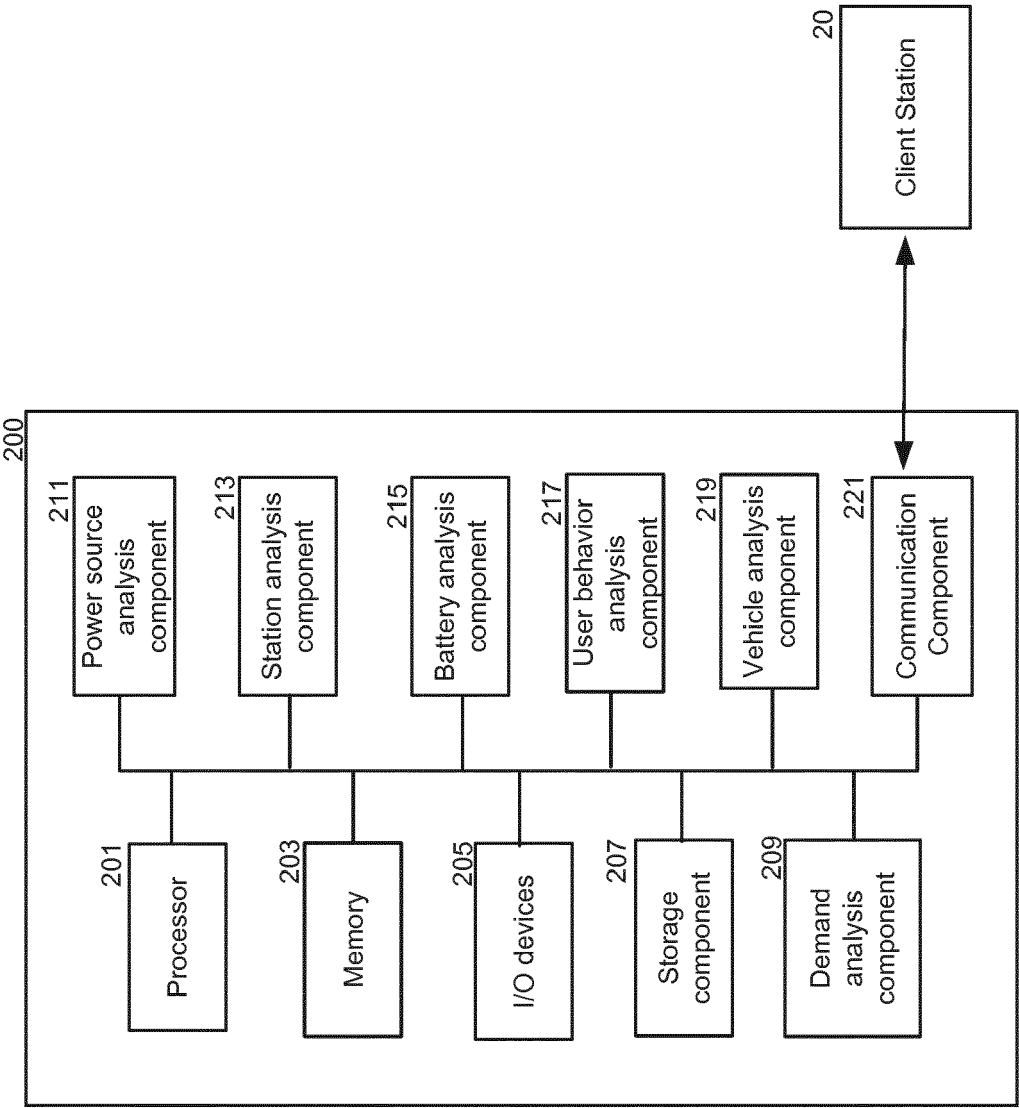 200
201
Processor
203
Memory
205
I/O devices
207
Storage
component
209
Demand
analysis
component
211
Power source
analysis
component
213
Station analysis
component
215
Battery analysis
component
217
User behavior
analysis
component
219
Vehicle analysis
component
221
Communication
Component
20
Client Station